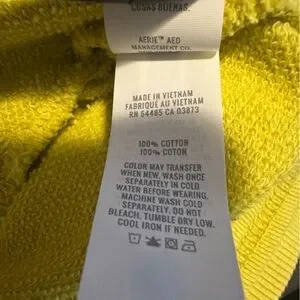 COSAS BUENAS.
AERIE™ AEO
MANAGEMENT CO.
MADE IN VIETNAM
FABRIQUÉ AU VIETNAM
RN 54485 CA 03873
100% COTTON
100% COTON
COLOR MAY TRANSFER
WHEN NEW, WASH ONCE
SEPARATELY IN COLD
WATER BEFORE WEARING,
MACHINE WASH COLD
SEPARATELY. DO NOT
BLEACH. TUMBLE DRY LOW.
COOL IRON IF NEEDED.